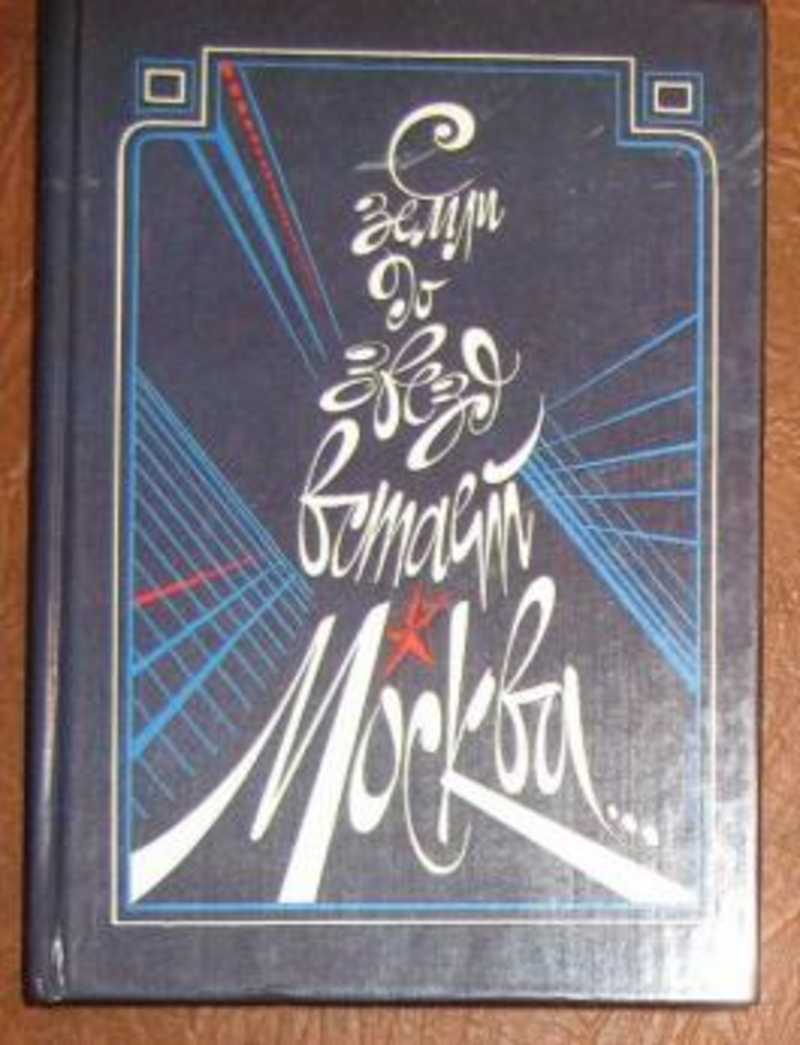 С
земли
до
звезд
встает
Москва...